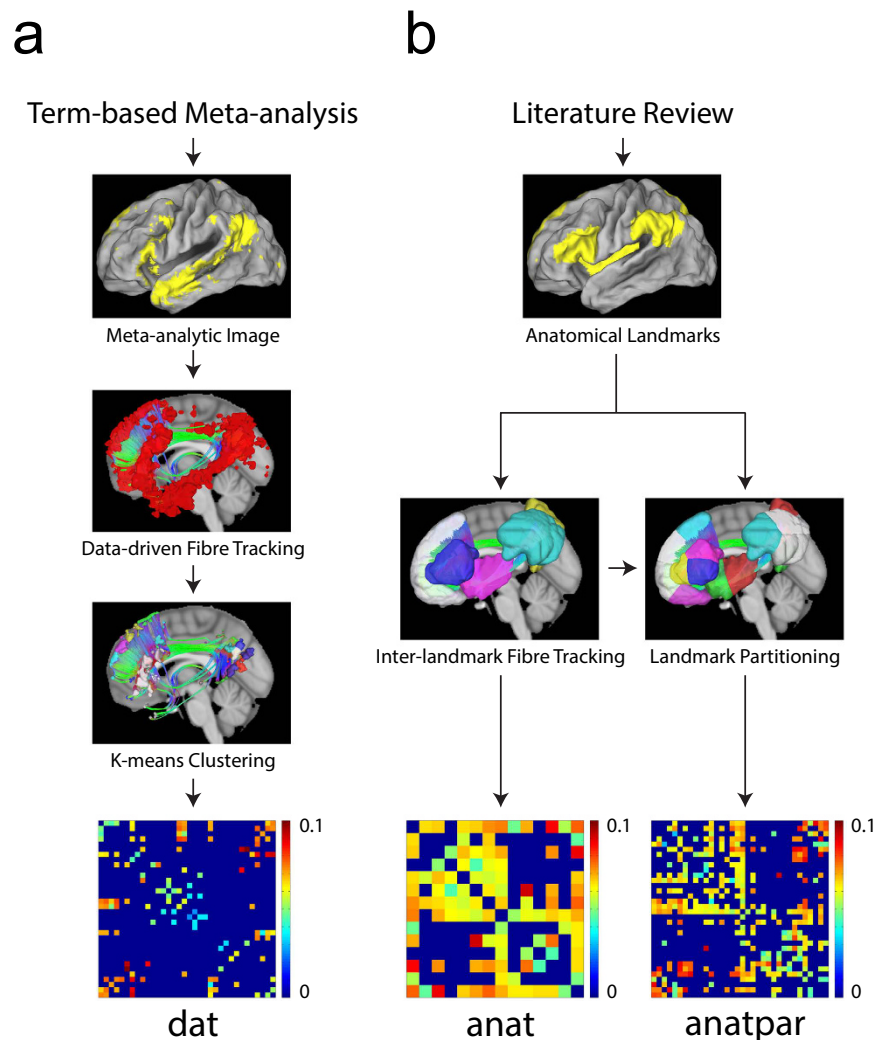 a
b
Term-based Meta-analysis
Literature Review
Meta-analytic Image
Anatomical Landmarks
Data-driven Fibre Tracking
Inter-landmark Fibre Tracking
Landmark Partitioning
K-means Clustering
0.1
0
0.1
0
0.1
0
dat
anat
anatpar